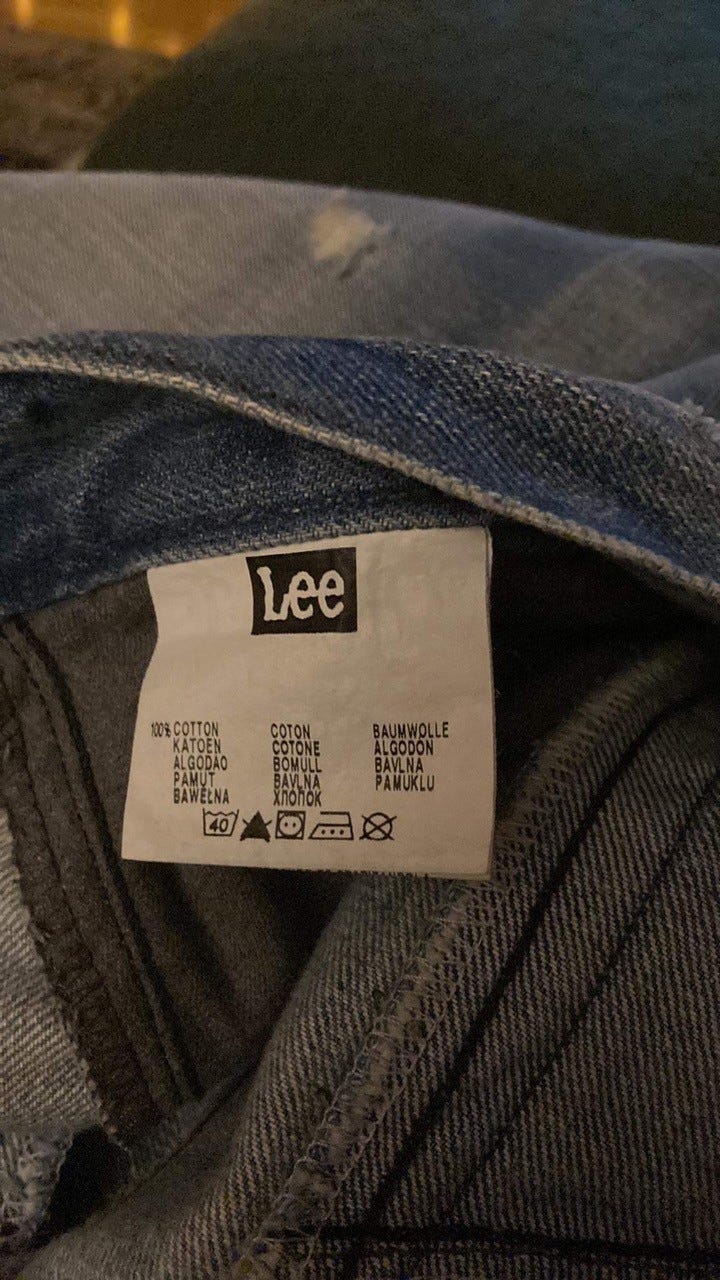 Lee
100% COTTON
KATOEN
ALGODAO
PAMUT
BAWEŁNA
COTON
COTONE
BOMULL
BAVLNA
ХЛОПОК
BAUMWOLLE
ALGODON
BAVLNA
PAMUKLU
40